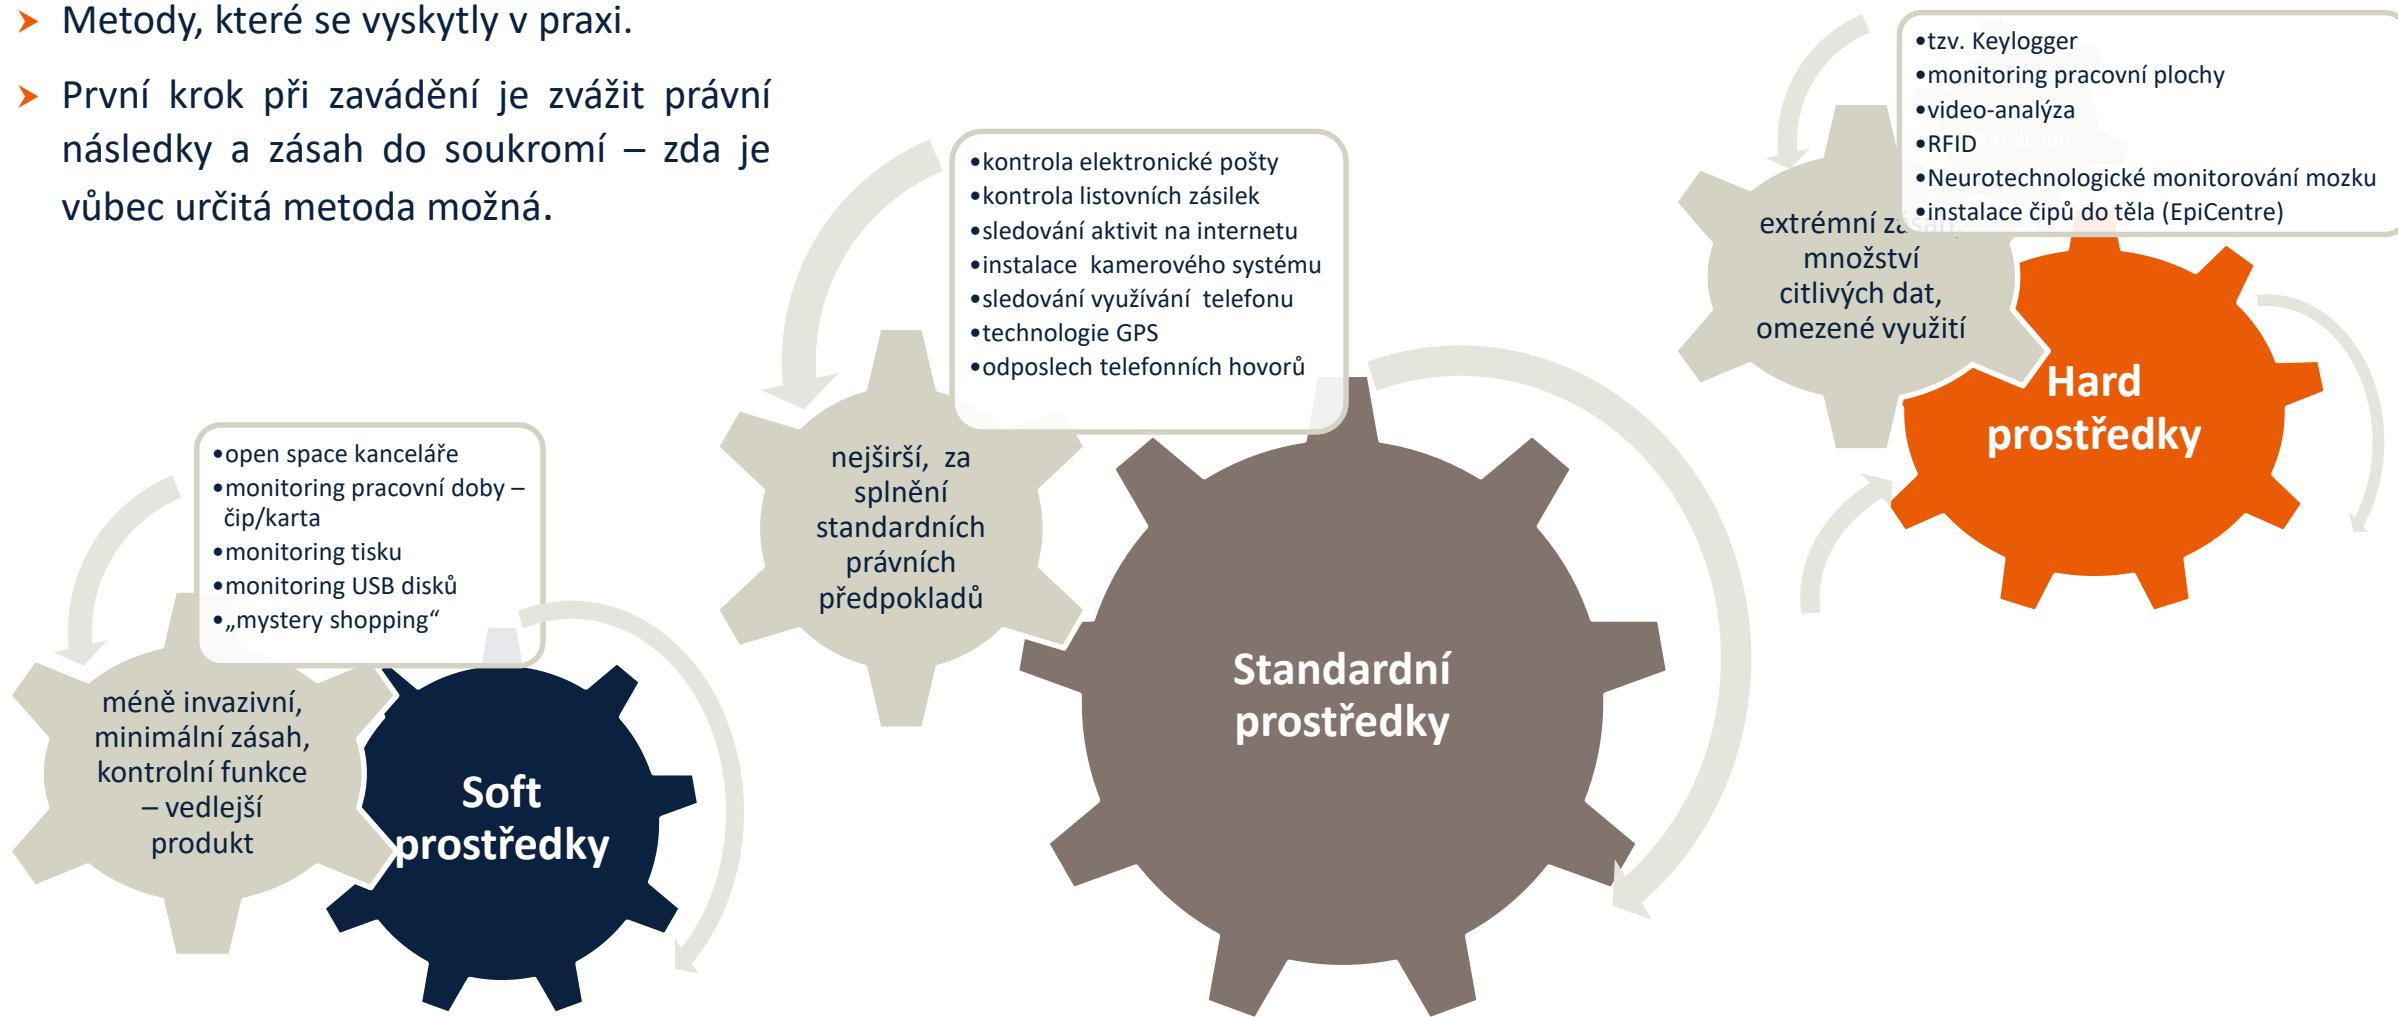 Metody, které se vyskytly v praxi.
První krok při zavádění je zvážit právní
následky a zásah do soukromí – zda je
vůbec určitá metoda možná.
•open space kanceláře
•monitoring pracovní doby –
čip/karta
•monitoring tisku
•monitoring USB disků
•„mystery shopping“
méně invazivní,
minimální zásah,
kontrolní funkce
– vedlejší
produkt
Soft
prostředky
•kontrola elektronické pošty
•kontrola listovních zásilek
•sledování aktivit na internetu
•instalace  kamerového systému
•sledování využívání  telefonu
•technologie GPS
•odposlech telefonních hovorů
nejširší,  za
splnění
standardních
právních
předpokladů
Standardní
prostředky
•tzv. Keylogger
•monitoring pracovní plochy
•video-analýza
•RFID
•Neurotechnologické monitorování mozku
•instalace čipů do těla (EpiCentre)
extrémní zásah,
množství
citlivých dat,
omezené využití
Hard
prostředky